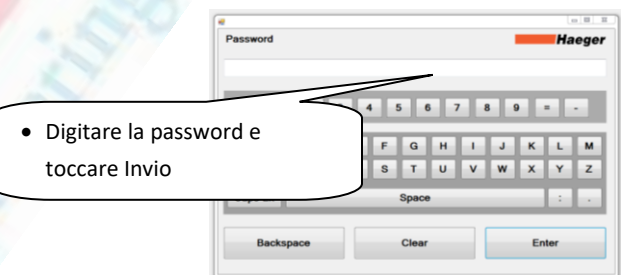 Password
Haeger
4 5 6 7 8 9 = -
• Digitare la password e
toccare Invio
F G H I J K L M
S T U V W X Y Z
Space : .
Backspace Clear Enter